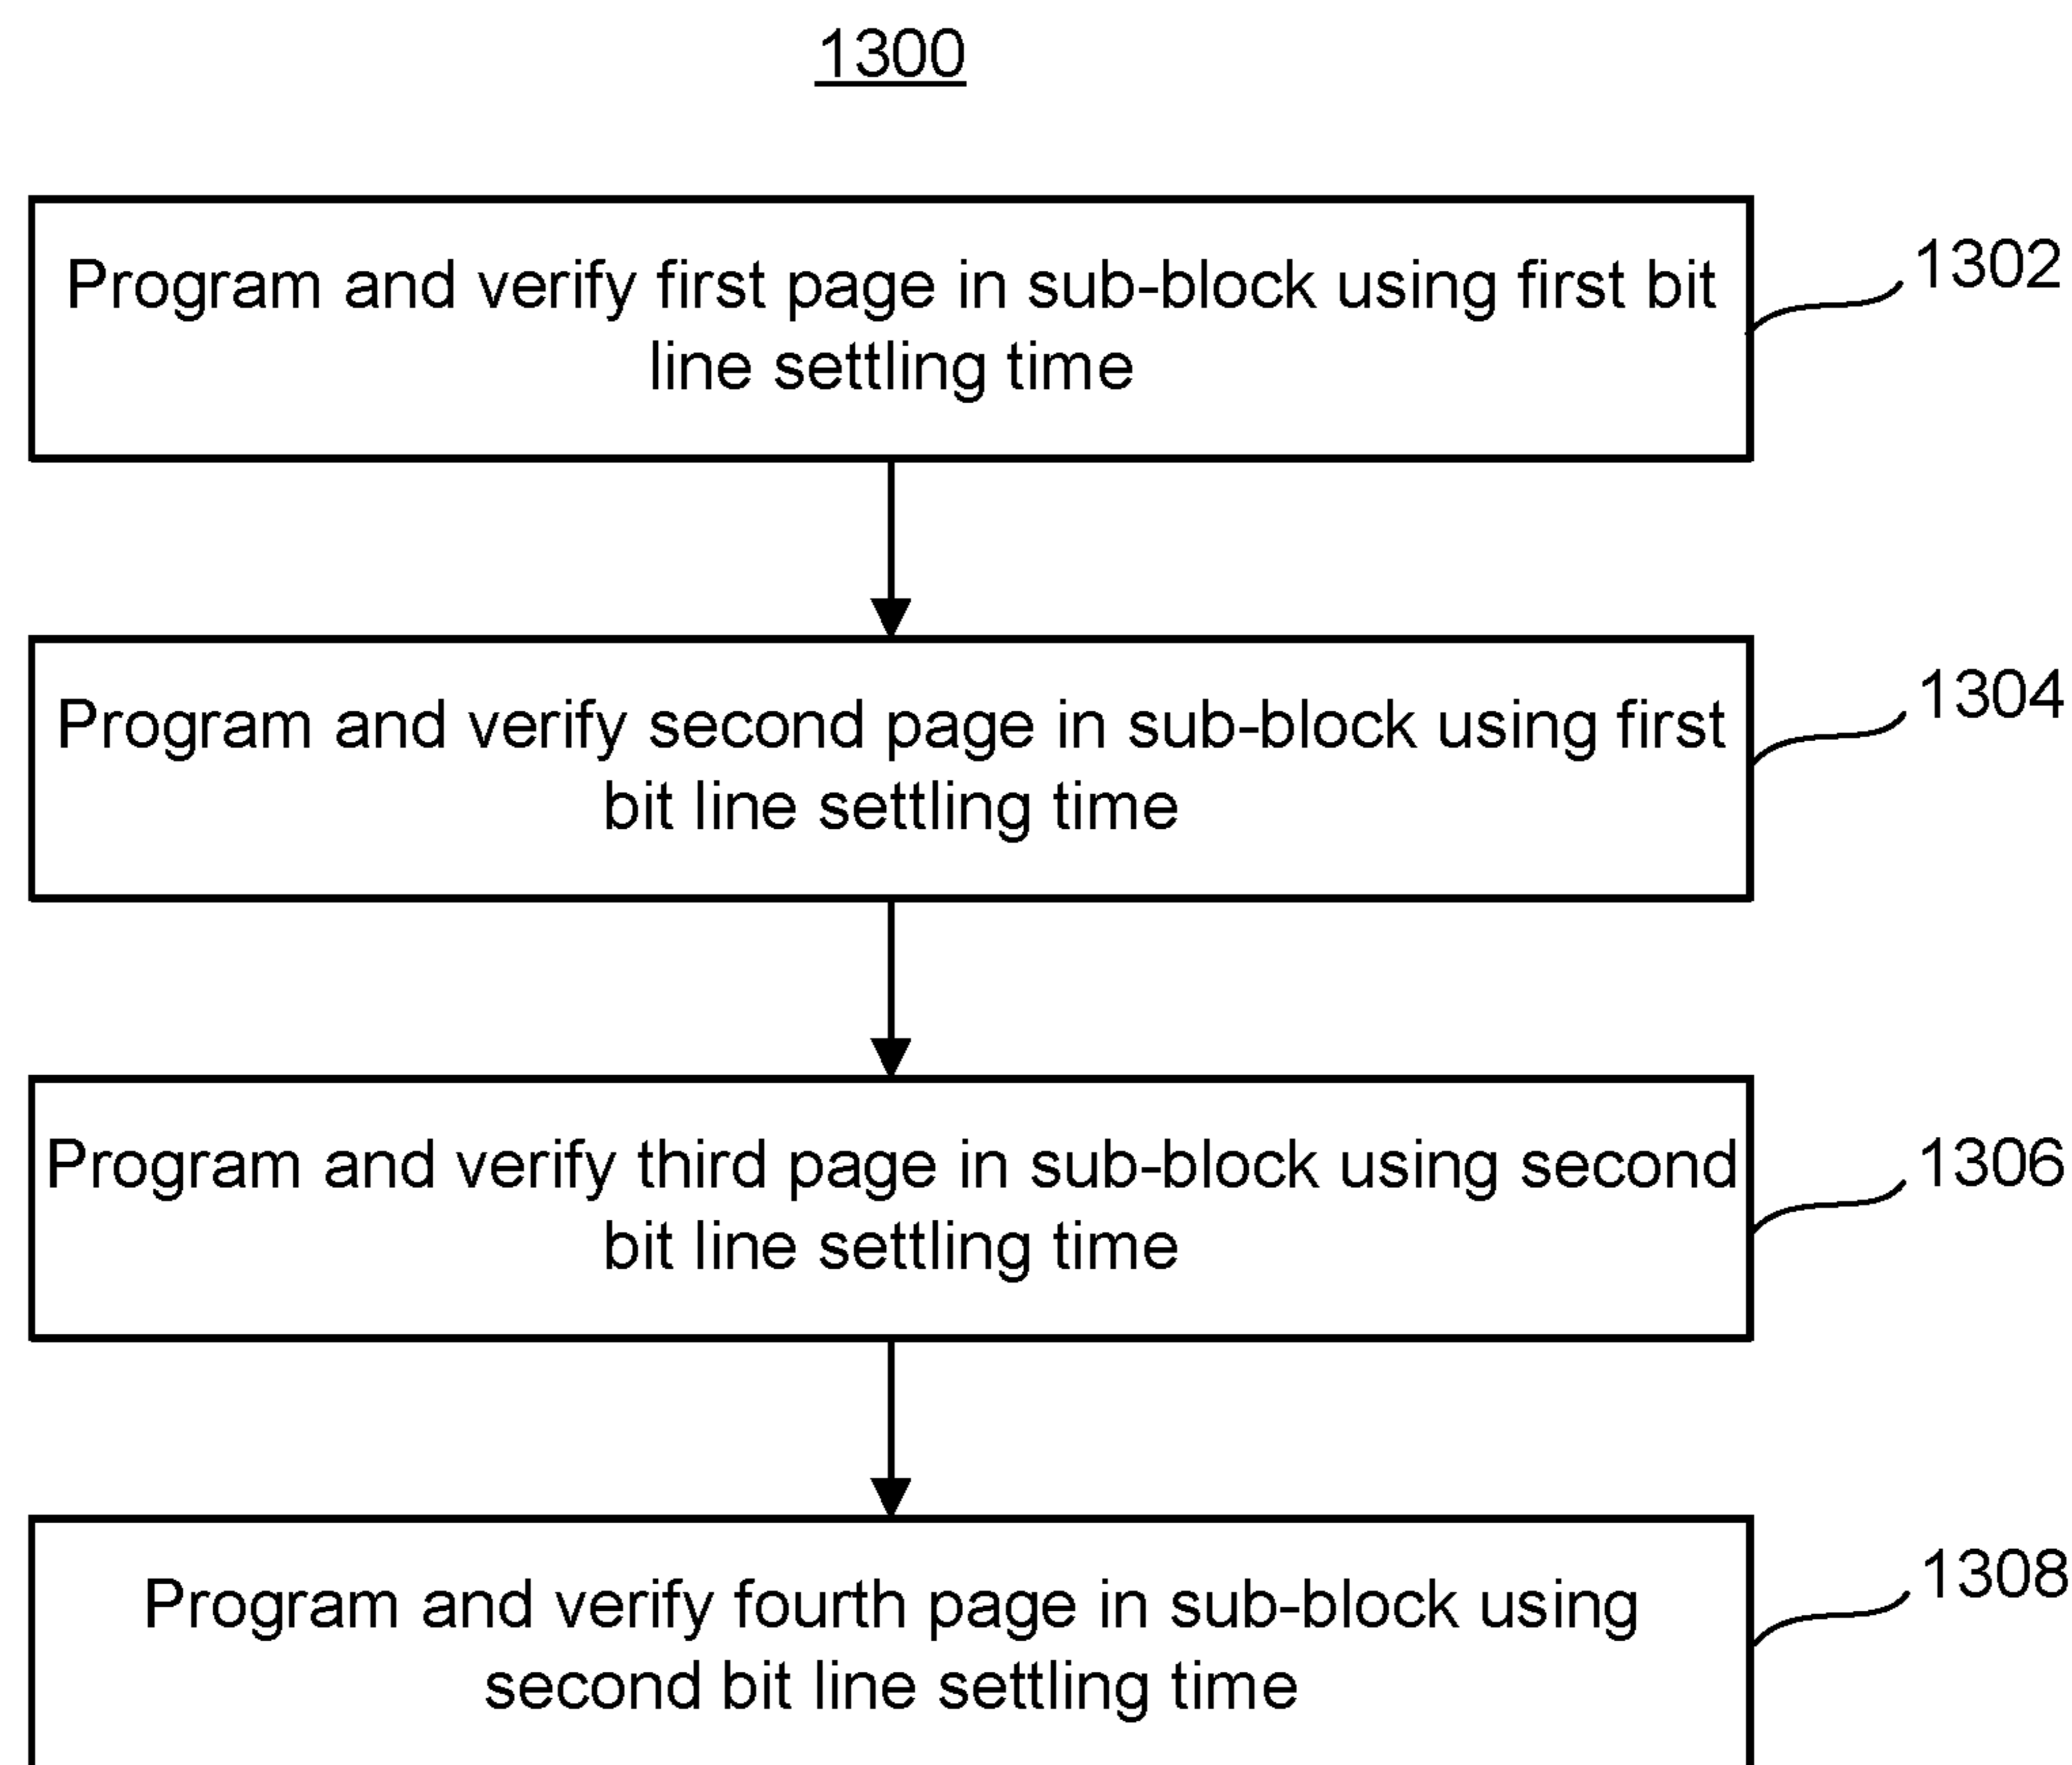 1300
Program and verify first page in sub-block using first bit
line settling time
1302
Program and verify second page in sub-block using first
bit line settling time
1304
Program and verify third page in sub-block using second
bit line settling time
1306
Program and verify fourth page in sub-block using
second bit line settling time
1308